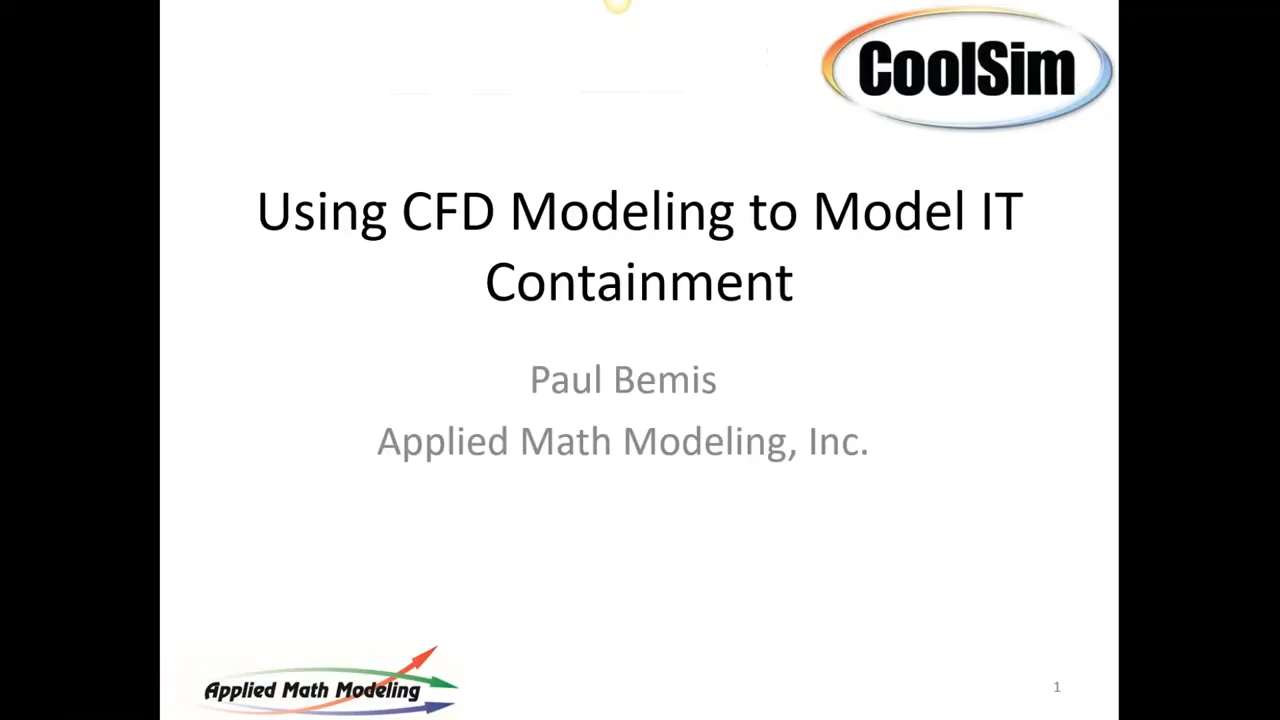 CoolSim
Using CFD Modeling to Model IT
Containment
Paul Bemis
Applied Math Modeling, Inc.
Applied Math Modeling
1